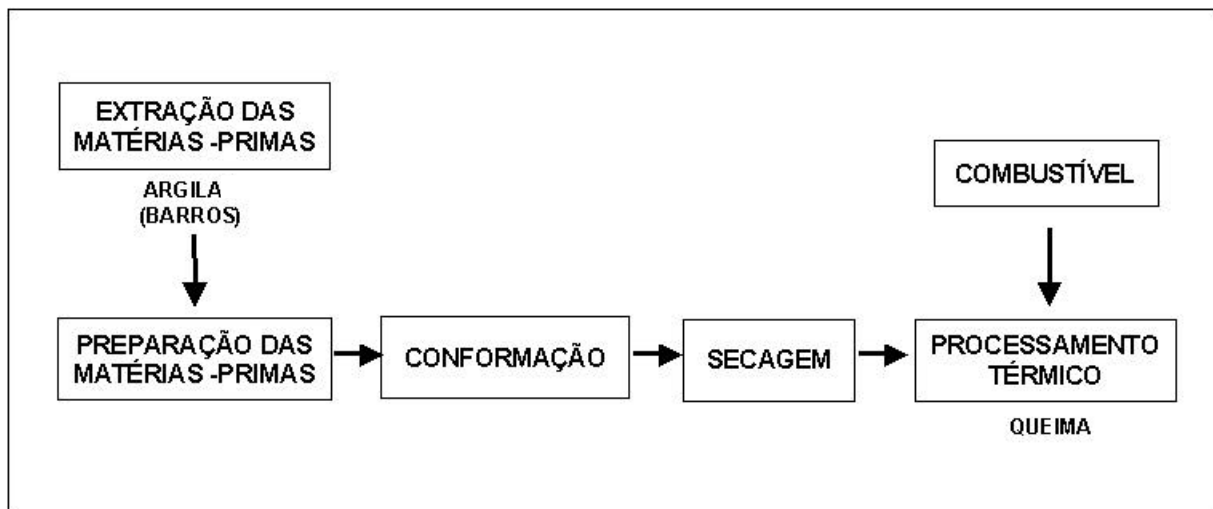 EXTRAÇÃO DAS
MATÉRIAS -PRIMAS
ARGILA
(BARROS)
COMBUSTÍVEL
PREPARAÇÃO DAS
MATÉRIAS -PRIMAS
CONFORMAÇÃO
SECAGEM
PROCESSAMENTO
TÉRMICO
QUEIMA